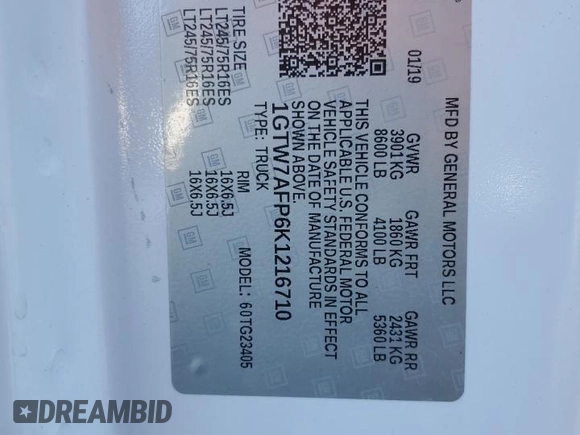 MFD BY GENERAL MOTORS LLC
01/19
GVWR GAWR FRT GAWR RR
3901 KG 1860 KG 2431 KG
8600 LB 4100 LB 5360 LB
THIS VEHICLE CONFORMS TO ALL
APPLICABLE U.S. FEDERAL MOTOR
VEHICLE SAFETY STANDARDS IN EFFECT
ON THE DATE OF MANUFACTURE
SHOWN ABOVE.
1GTW7AFP6K1216710
TYPE: TRUCK MODEL: 60TG23405
TIRE SIZE RIM
LT245/75R16ES 16X6.5J
LT245/75R16ES 16X6.5J
LT245/75R16ES 16X6.5J
GM
DREAMBID